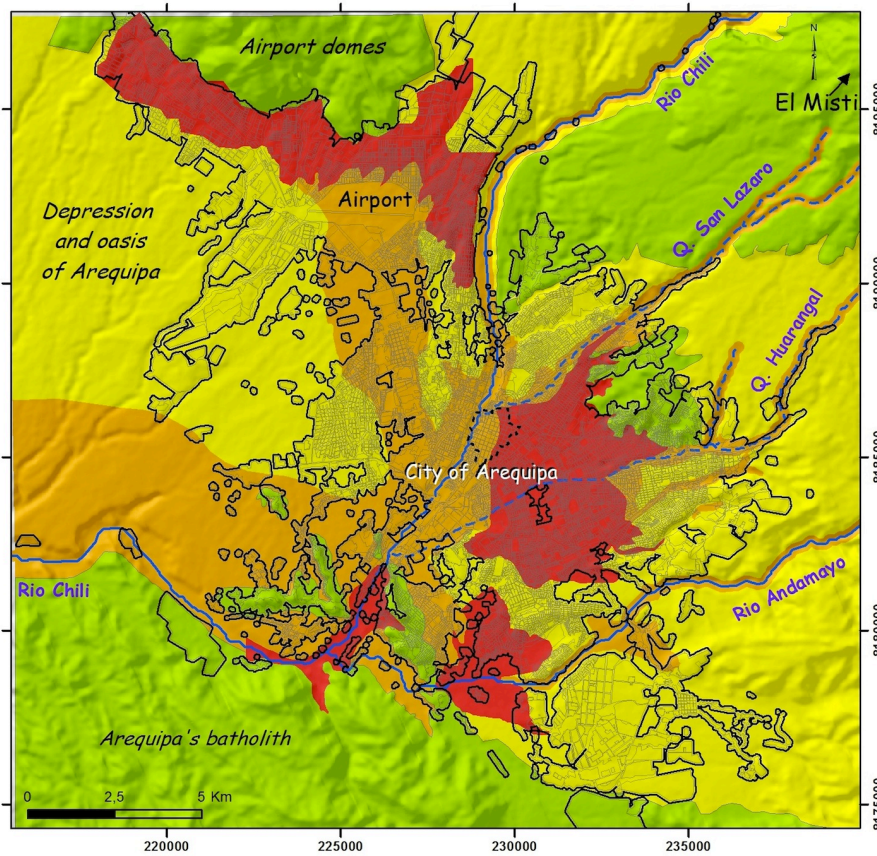 Airport domes
N
S
Rio Chili
El Misti
Q. San Lazaro
Airport
Depression
and oasis
of Arequipa
Q. Huarangal
City of Arequipa
Rio Chili
Rio Andamayo
Arequipa's batholith
0
2,5
5 Km
220000
225000
230000
235000